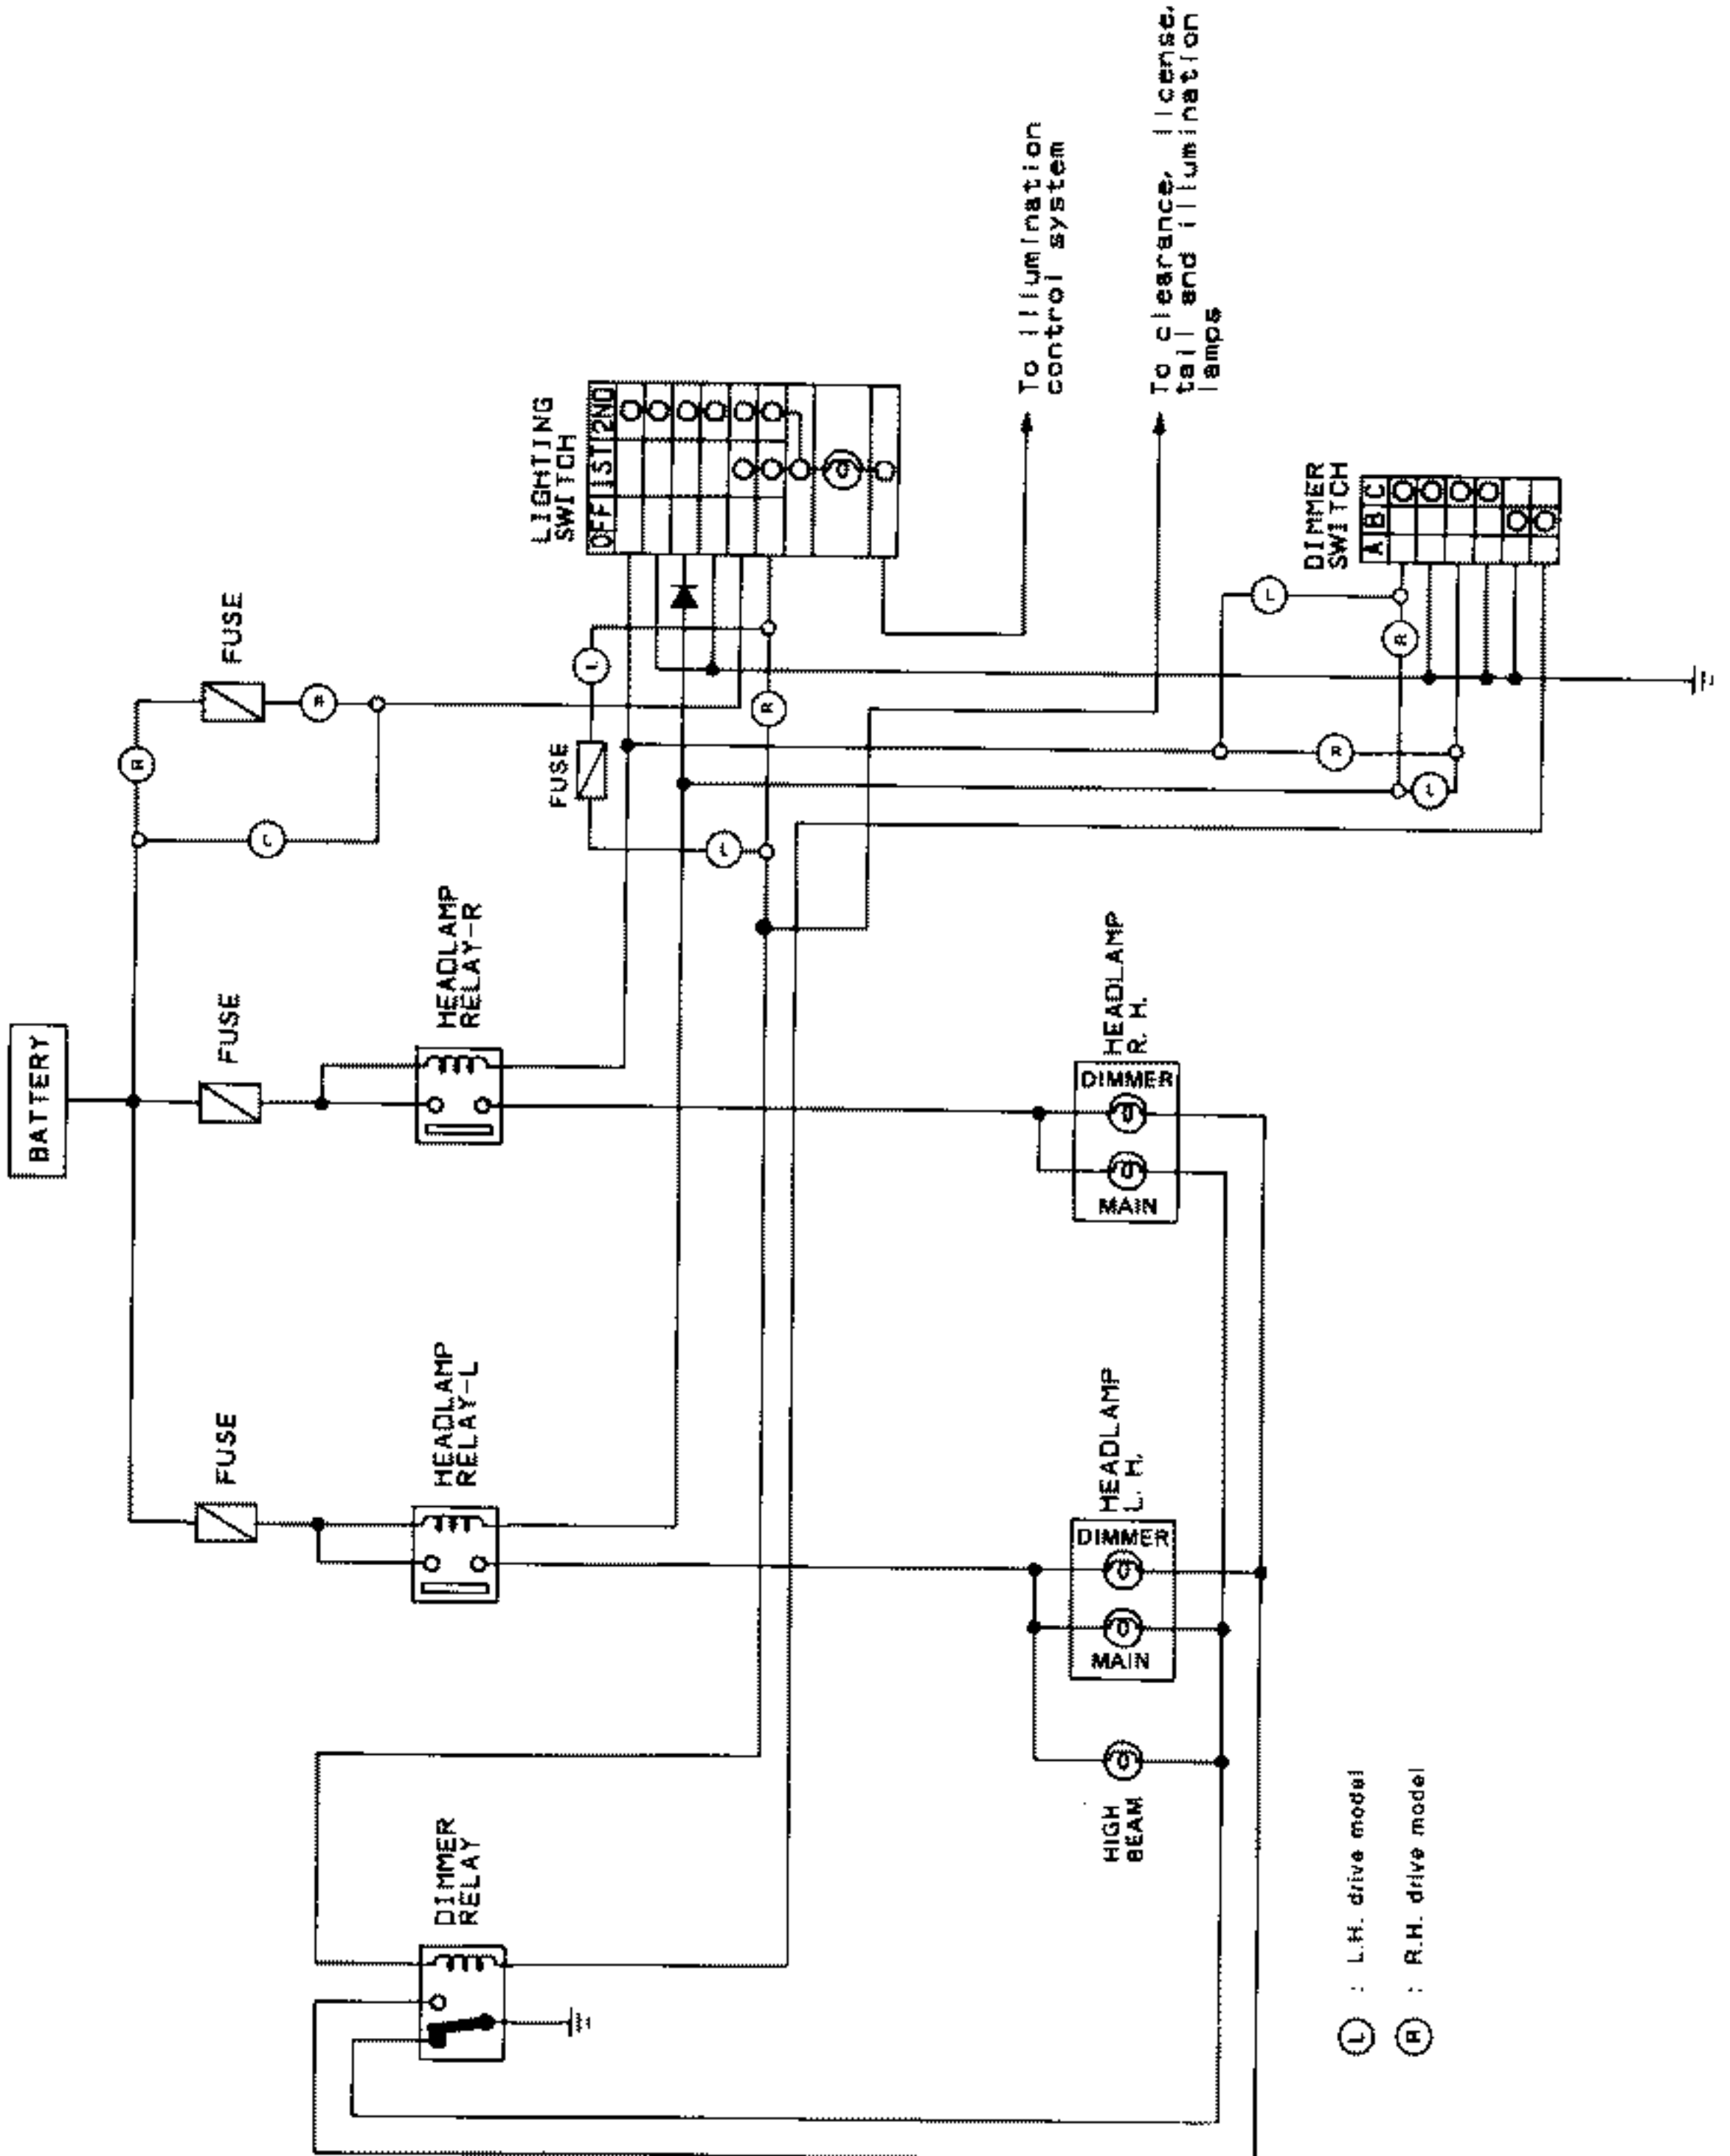 BATTERY
FUSE
FUSE
FUSE
R
R
L
HEADLAMP
RELAY-L
HEADLAMP
RELAY-R
DIMMER
RELAY
FUSE
L
L
R
LIGHTING
SWITCH
OFF 1ST 2ND
To illumination
control system
To clearance, license,
tail and illumination
lamps
DIMMER
SWITCH
A B C
L
R
R
L
HEADLAMP
R. H.
DIMMER
MAIN
HEADLAMP
L. H.
DIMMER
MAIN
HIGH
BEAM
L : L.H. drive model
R : R.H. drive model
E
E